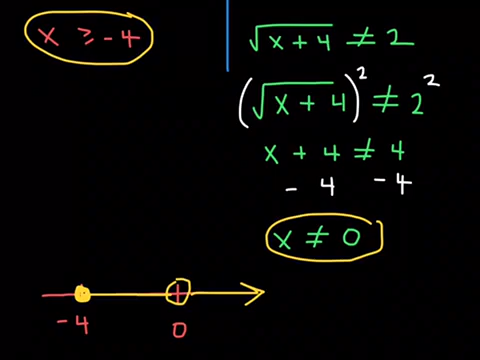 x ≥ -4
√x + 4 ≠ 2
(√x + 4)² ≠ 2²
x + 4 ≠ 4
- 4 - 4
x ≠ 0
-4 0